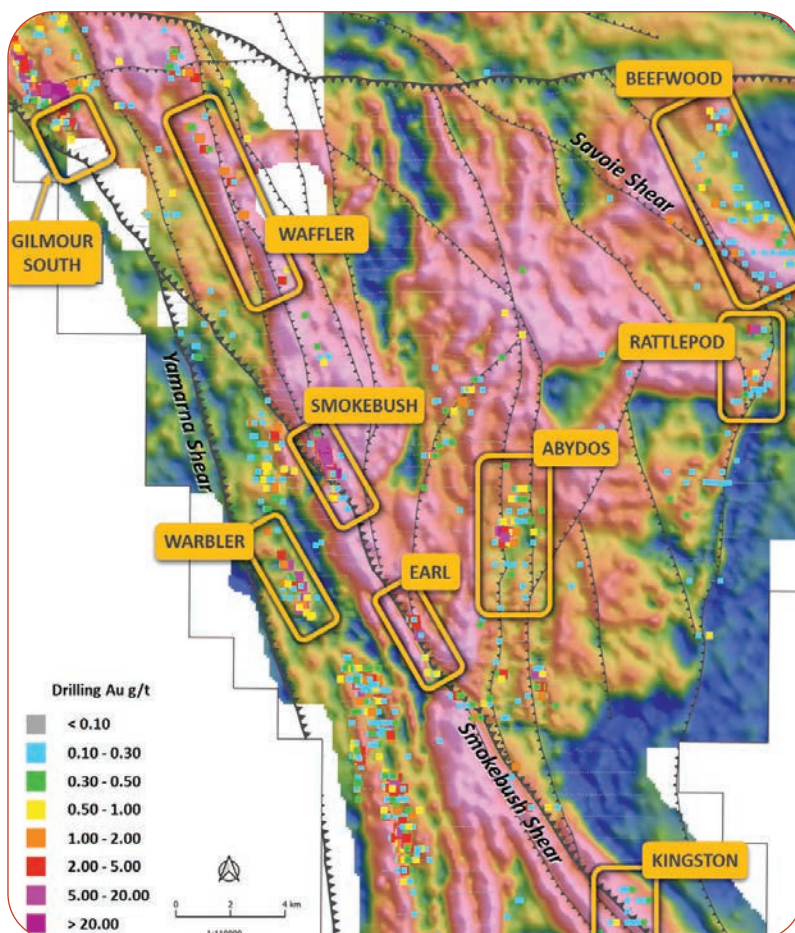 BEEFWOOD
Savoie Shear
GILMOUR
SOUTH
WAFFLER
RATTLEPOD
Yamarna Shear
SMOKEBUSH
ABYDOS
WARBLER
EARL
Drilling Au g/t
< 0.10
0.10 - 0.30
0.30 - 0.50
0.50 - 1.00
1.00 - 2.00
2.00 - 5.00
5.00 - 20.00
> 20.00
Smokebush Shear
KINGSTON
0 2 4 km